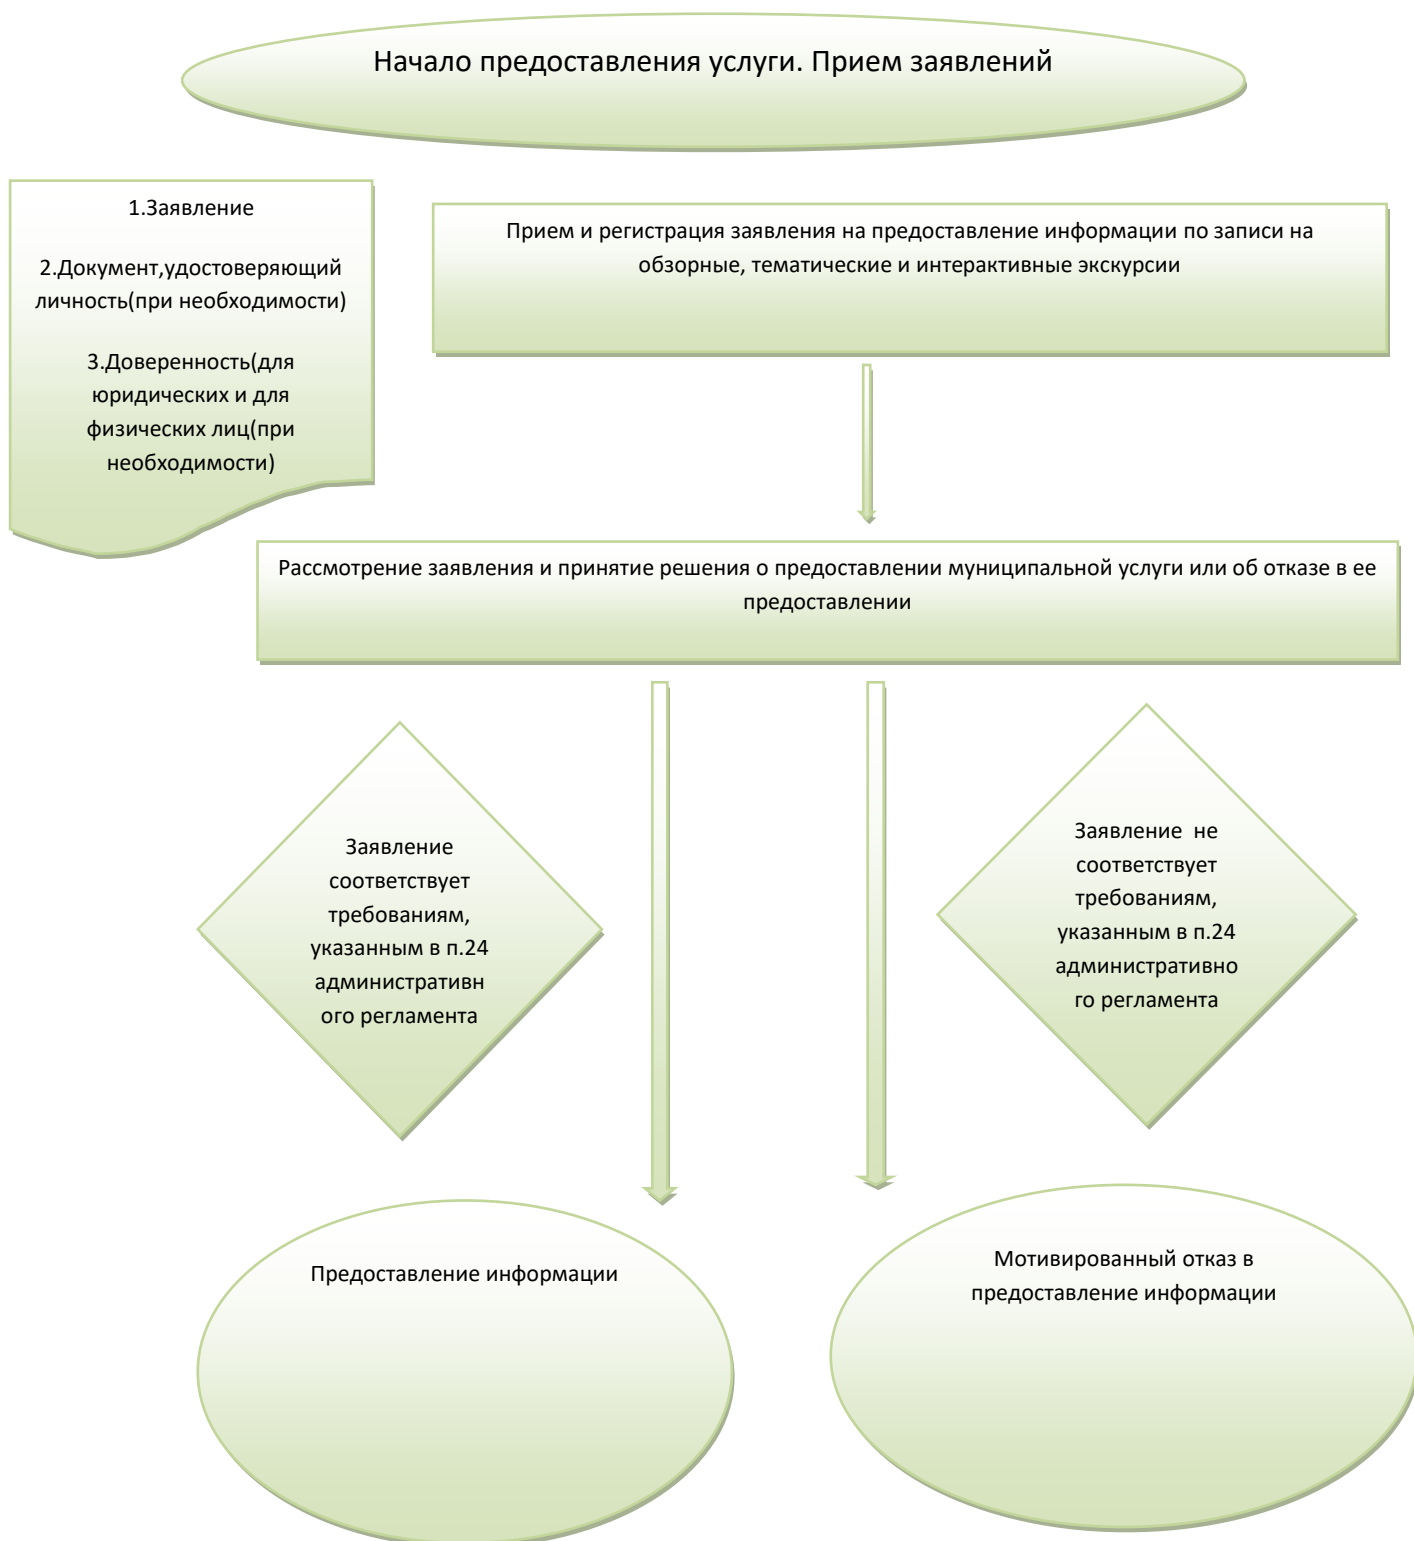 Начало предоставления услуги. Прием заявлений
1.Заявление
2.Документ,удостоверяющий
личность(при необходимости)
3.Доверенность(для
юридических и для
физических лиц(при
необходимости)
Прием и регистрация заявления на предоставление информации по записи на
обзорные, тематические и интерактивные экскурсии
Рассмотрение заявления и принятие решения о предоставлении муниципальной услуги или об отказе в ее
предоставлении
Заявление
соответствует
требованиям,
указанным в п.24
административн
ого регламента
Заявление  не
соответствует
требованиям,
указанным в п.24
административно
го регламента
Предоставление информации
Мотивированный отказ в
предоставление информации